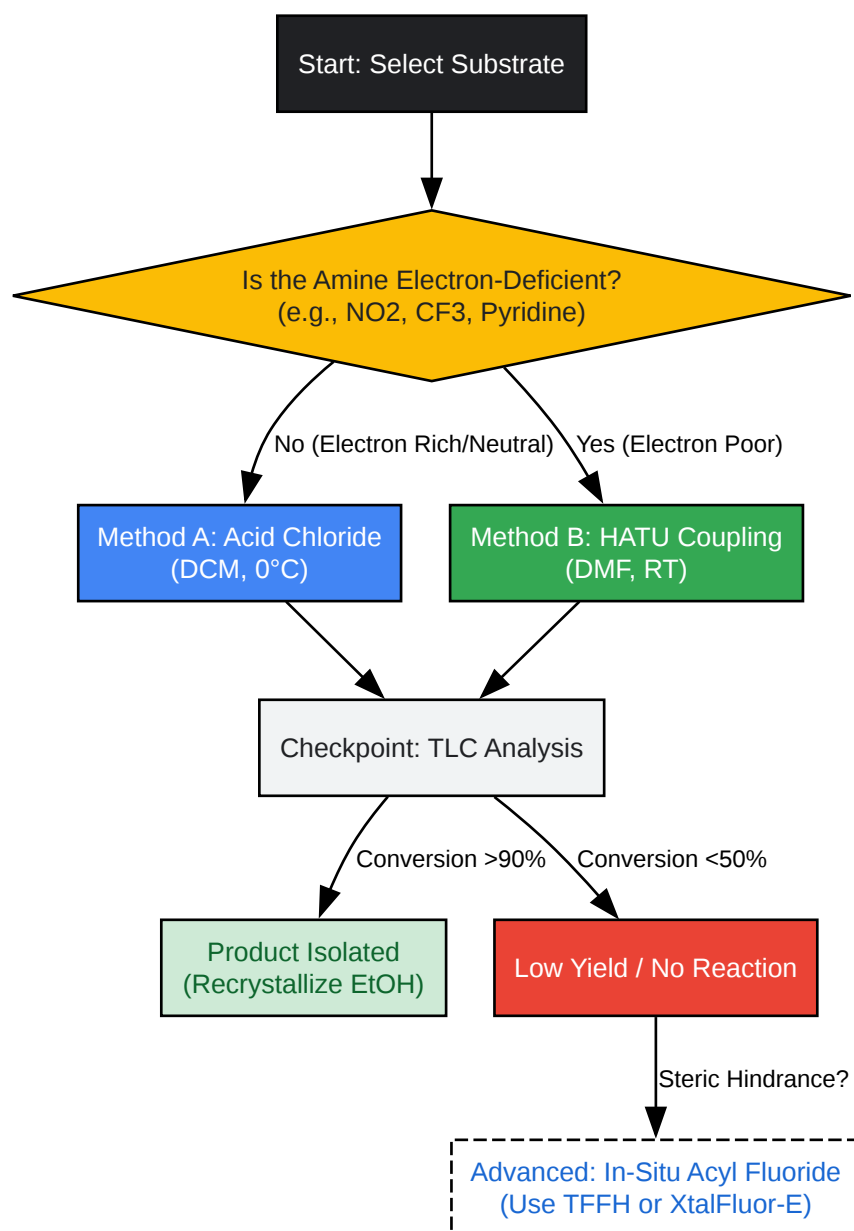 Start: Select Substrate
Is the Amine Electron-Deficient?
(e.g., NO2, CF3, Pyridine)
No (Electron Rich/Neutral)
Yes (Electron Poor)
Method A: Acid Chloride
(DCM, 0°C)
Method B: HATU Coupling
(DMF, RT)
Checkpoint: TLC Analysis
Conversion >90%
Conversion <50%
Product Isolated
(Recrystallize EtOH)
Low Yield / No Reaction
Steric Hindrance?
Advanced: In-Situ Acyl Fluoride
(Use TFFH or XtalFluor-E)